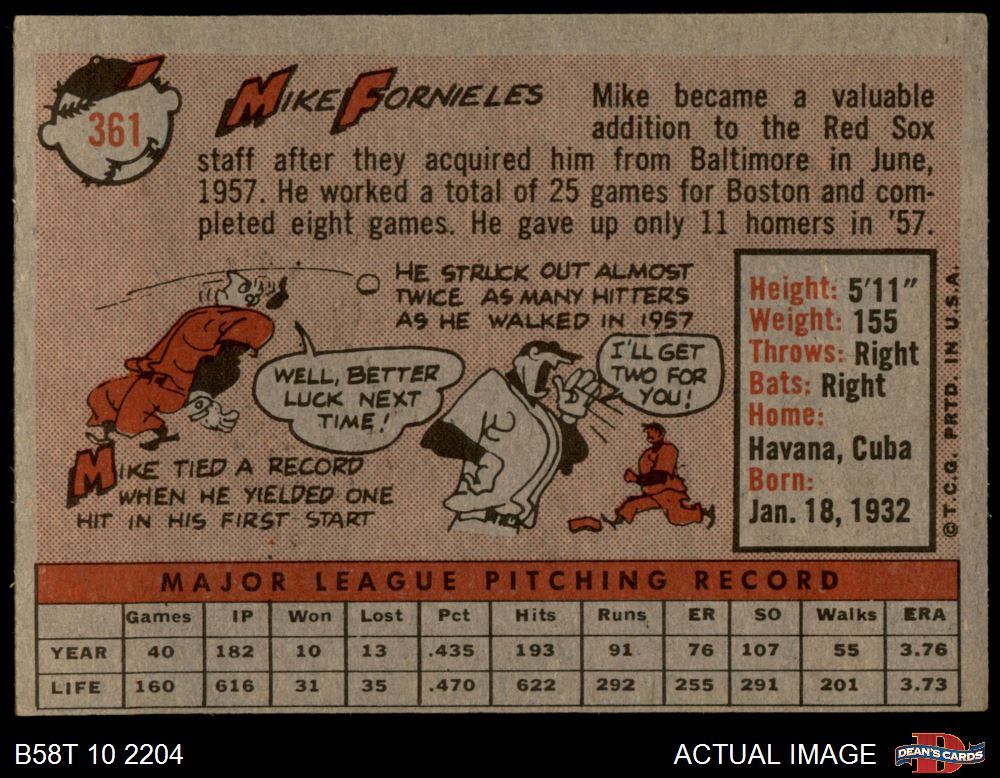 361
MIKE FORNIELES
Mike became a valuable
addition to the Red Sox
staff after they acquired him from Baltimore in June,
1957. He worked a total of 25 games for Boston and com-
pleted eight games. He gave up only 11 homers in '57.
HE STRUCK OUT ALMOST
TWICE AS MANY HITTERS
AS HE WALKED IN 1957
WELL, BETTER
LUCK NEXT
TIME!
I'LL GET
TWO FOR
YOU!
MIKE TIED A RECORD
WHEN HE YIELDED ONE
HIT IN HIS FIRST START
Height: 5'11"
Weight: 155
Throws: Right
Bats: Right
Home:
Havana, Cuba
Born:
Jan. 18, 1932
© T.C.G. PRTD. IN U.S.A.
MAJOR LEAGUE PITCHING RECORD
Games IP Won Lost Pct Hits Runs ER SO Walks ERA
YEAR 40 182 10 13 .435 193 91 76 107 55 3.76
LIFE 160 616 31 35 .470 622 292 255 291 201 3.73
B58T 10 2204
ACTUAL IMAGE
DEAN'S CARDS